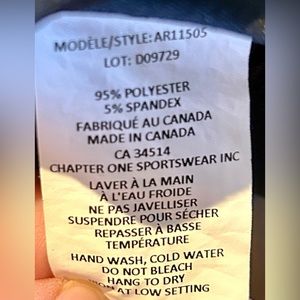 MODÈLE/STYLE: AR11505
LOT: D09729
95% POLYESTER
5% SPANDEX
FABRIQUÉ AU CANADA
MADE IN CANADA
CA 34514
CHAPTER ONE SPORTSWEAR INC
LAVER À LA MAIN
À L'EAU FROIDE
NE PAS JAVELLISER
SUSPENDRE POUR SÉCHER
REPASSER À BASSE
TEMPÉRATURE
HAND WASH, COLD WATER
DO NOT BLEACH
HANG TO DRY
IRON AT LOW SETTING